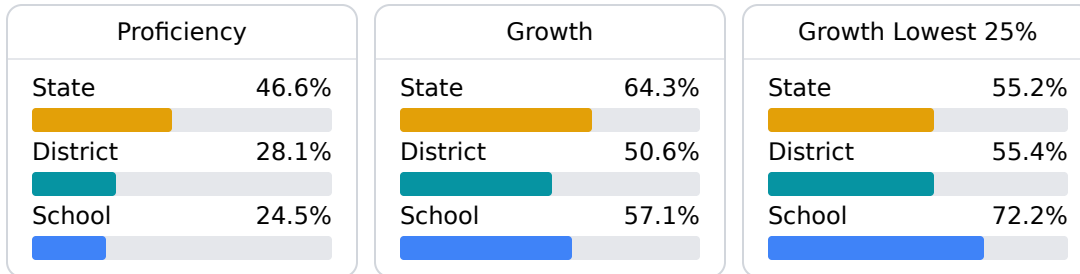 Proficiency
State 46.6%
District 28.1%
School 24.5%
Growth
State 64.3%
District 50.6%
School 57.1%
Growth Lowest 25%
State 55.2%
District 55.4%
School 72.2%